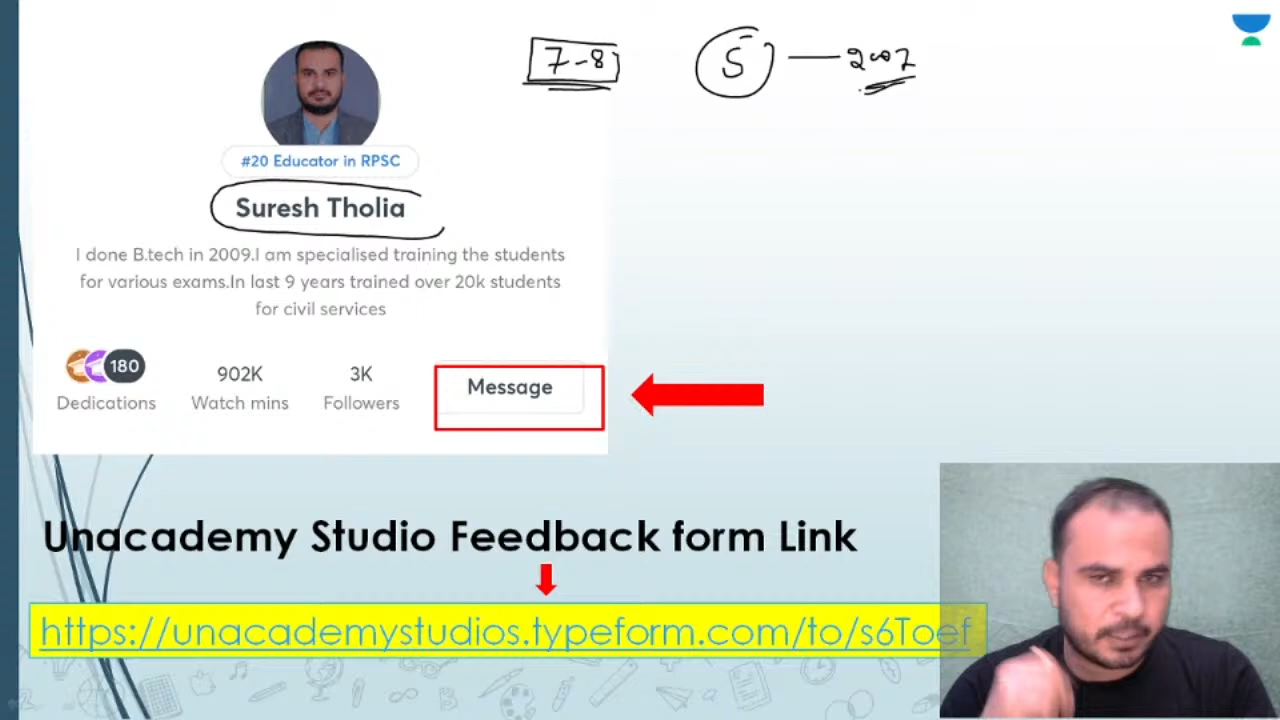 7-8 5 — 2007
#20 Educator in RPSC
Suresh Tholia
I done B.tech in 2009.I am specialised training the students
for various exams.In last 9 years trained over 20k students
for civil services
180
Dedications
902K
Watch mins
3K
Followers
Message
Unacademy Studio Feedback form Link
https://unacademystudios.typeform.com/to/s6Toef